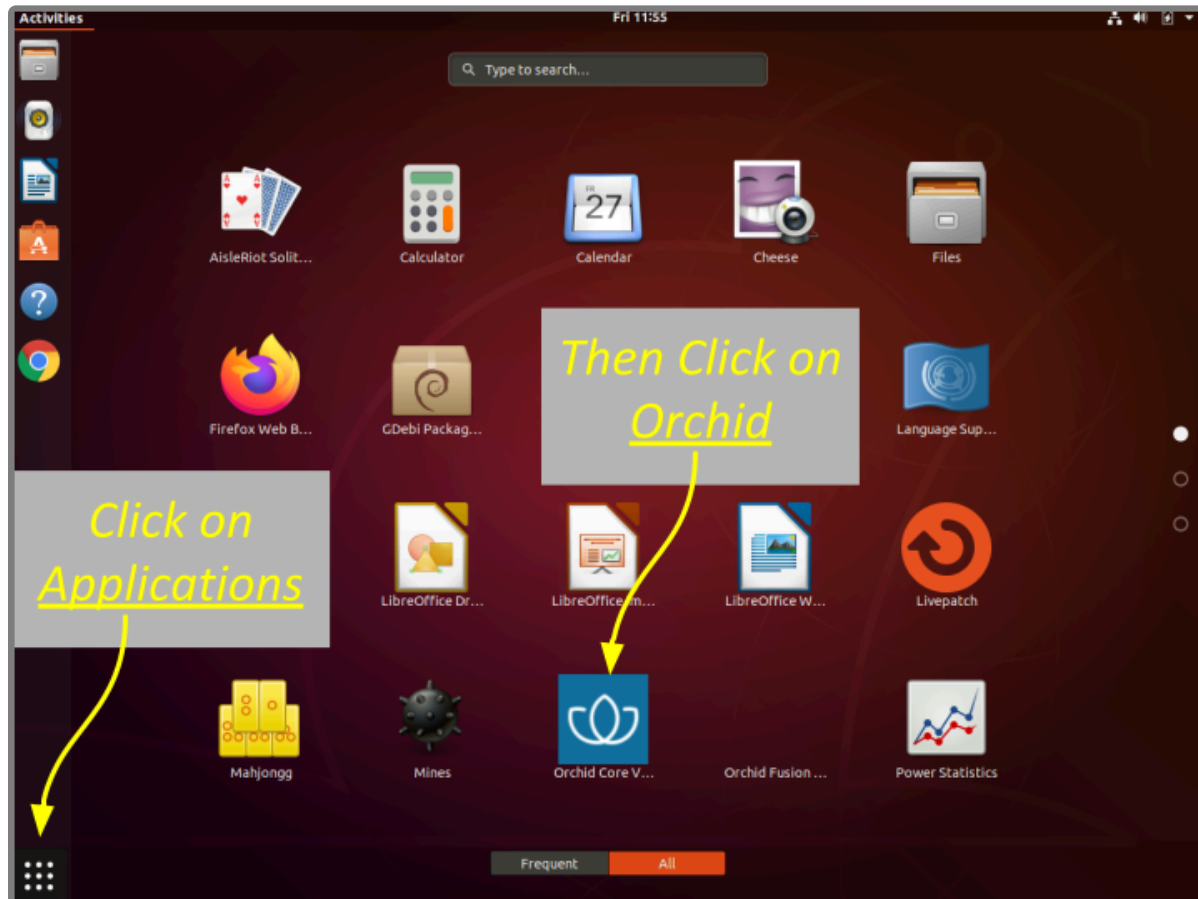 Activities
Fri 11:55
Type to search...
AisleRiot Solit...
Calculator
FR
27
Calendar
Cheese
Files
Firefox Web B...
GDebi Packag...
Then Click on
Orchid
Language Sup...
Click on
Applications
LibreOffice Dr...
LibreOffice Im...
LibreOffice W...
Livepatch
Mahjongg
Mines
Orchid Core V...
Orchid Fusion ...
Power Statistics
Frequent
All